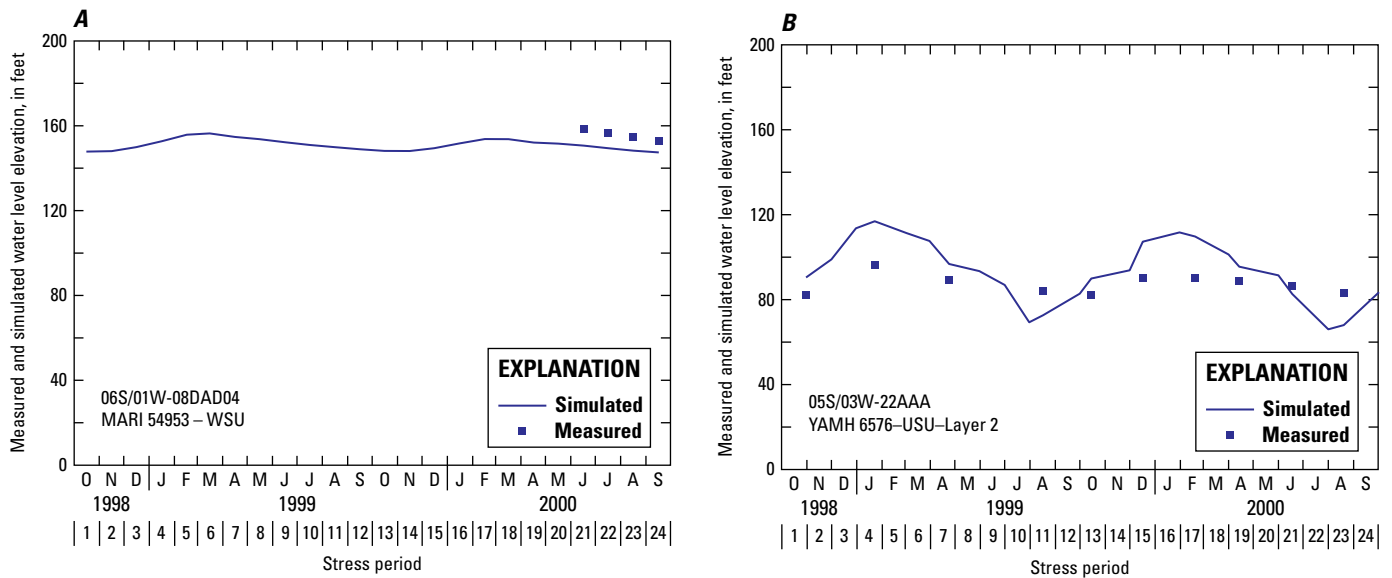 A
Measured and simulated water level elevation, in feet
200
160
120
80
40
0
06S/01W-08DAD04
MARI 54953 – WSU
EXPLANATION
Simulated
Measured
O N D J F M A M J J A S O N D J F M A M J J A S
1998 1999 2000
1 2 3 4 5 6 7 8 9 10 11 12 13 14 15 16 17 18 19 20 21 22 23 24
Stress period
B
Measured and simulated water level elevation, in feet
200
160
120
80
40
0
05S/03W-22AAA
YAMH 6576–USU–Layer 2
EXPLANATION
Simulated
Measured
O N D J F M A M J J A S O N D J F M A M J J A S
1998 1999 2000
1 2 3 4 5 6 7 8 9 10 11 12 13 14 15 16 17 18 19 20 21 22 23 24
Stress period